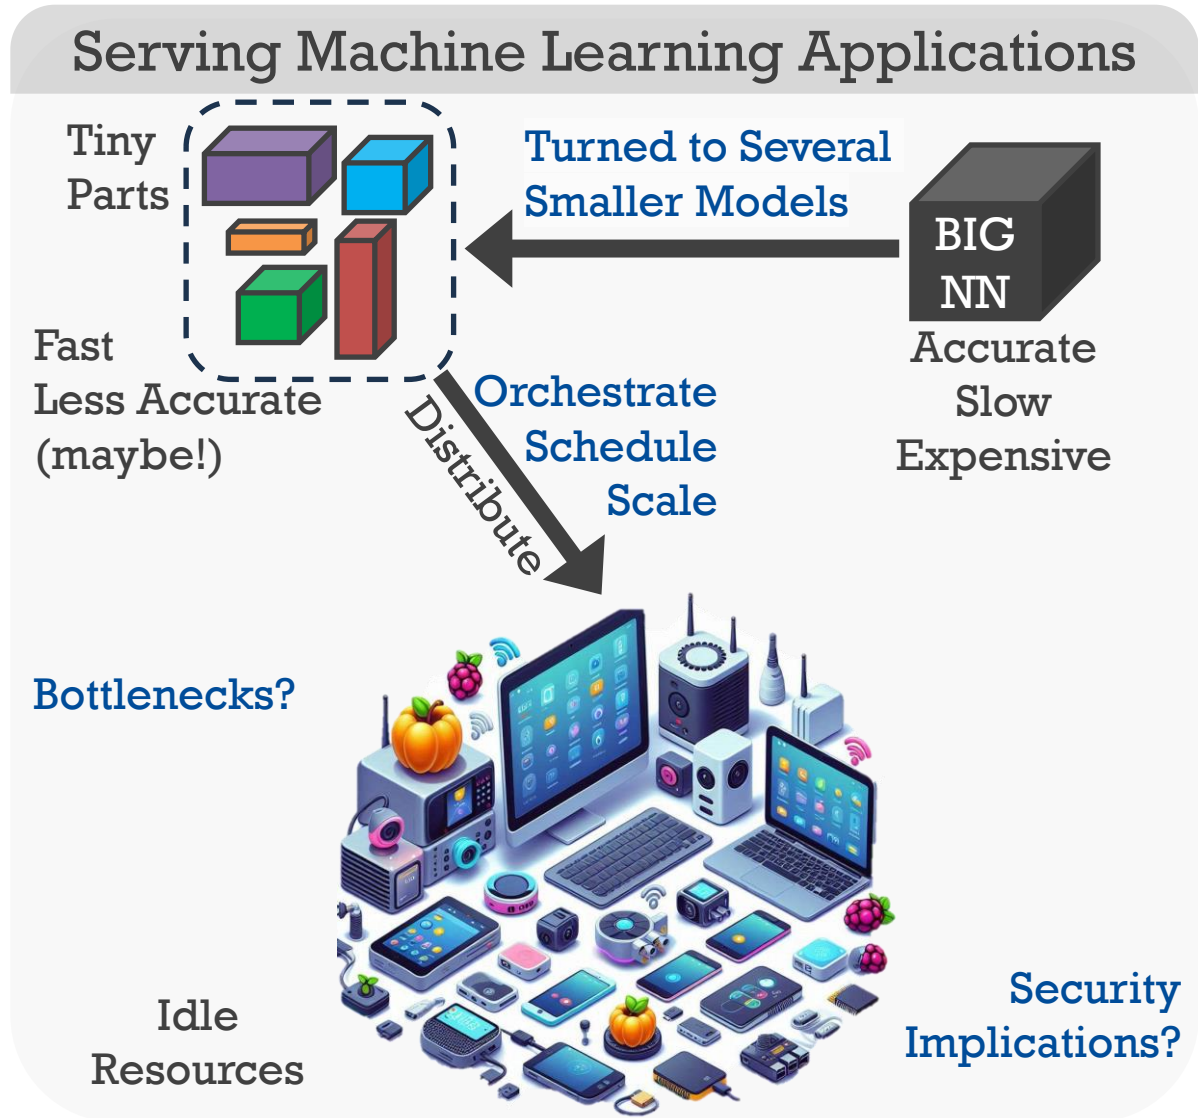 Serving Machine Learning Applications
Tiny
Parts
Turned to Several
Smaller Models
BIG
NN
Accurate
Slow
Expensive
Fast
Less Accurate
(maybe!)
Distribute
Orchestrate
Schedule
Scale
Bottlenecks?
Idle
Resources
Security
Implications?